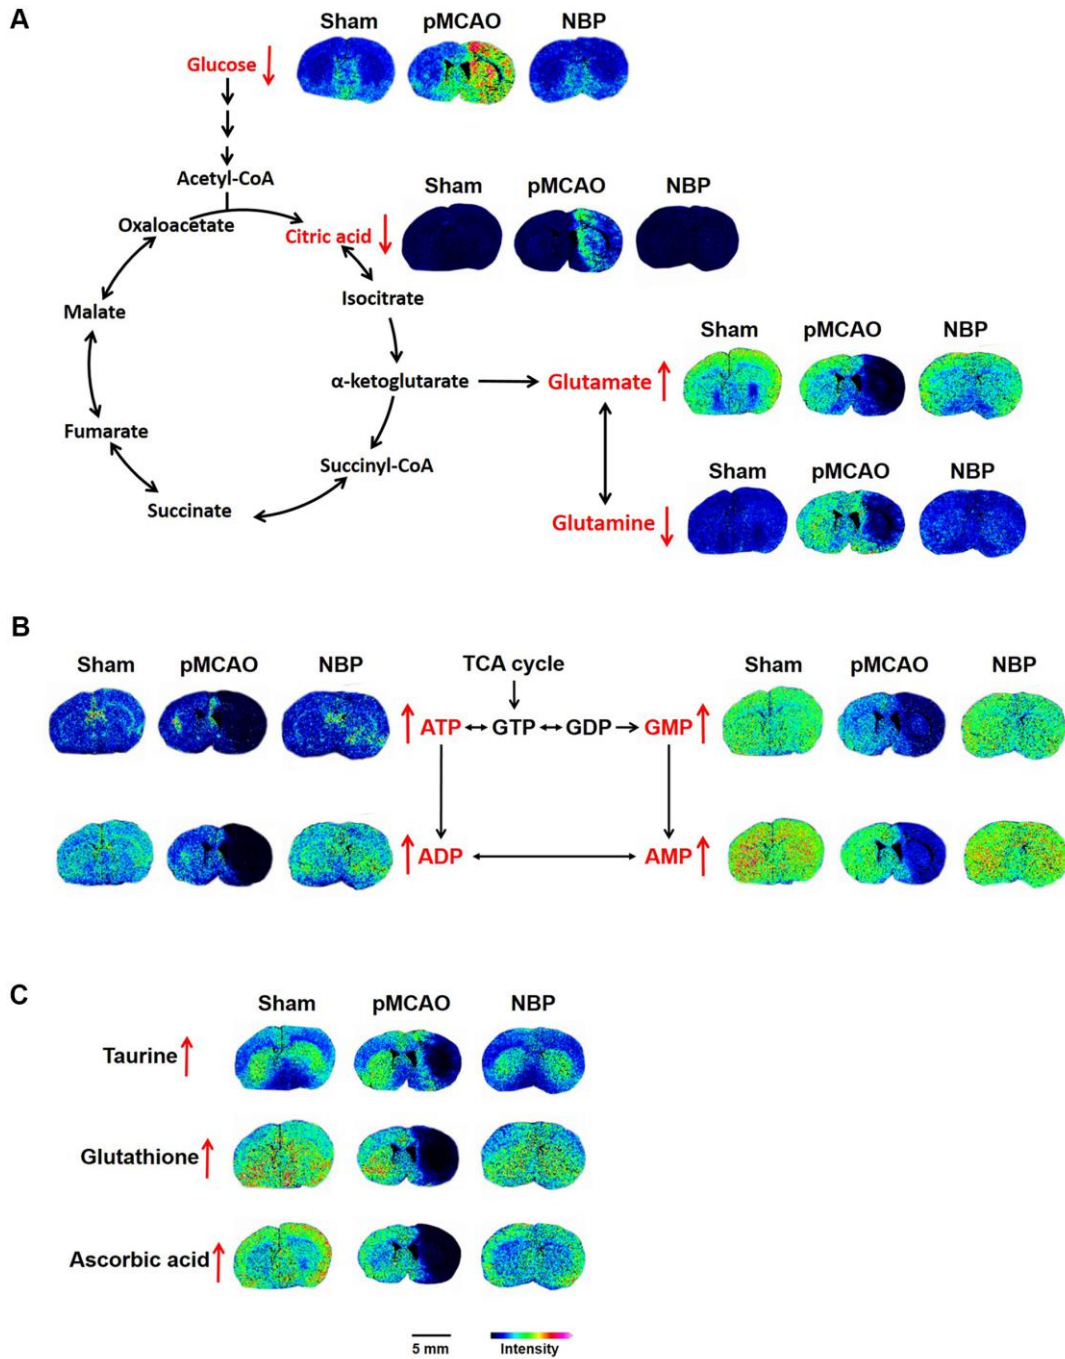 A
Sham pMCAO NBP
Glucose
Acetyl-CoA
Sham pMCAO NBP
Oxaloacetate
Citric acid
Isocitrate
Malate
Sham pMCAO NBP
α-ketoglutarate
Glutamate
Fumarate
Succinyl-CoA
Sham pMCAO NBP
Succinate
Glutamine
B
Sham pMCAO NBP TCA cycle Sham pMCAO NBP
ATP GTP GDP GMP
ADP AMP
C
Sham pMCAO NBP
Taurine
Glutathione
Ascorbic acid
5 mm Intensity